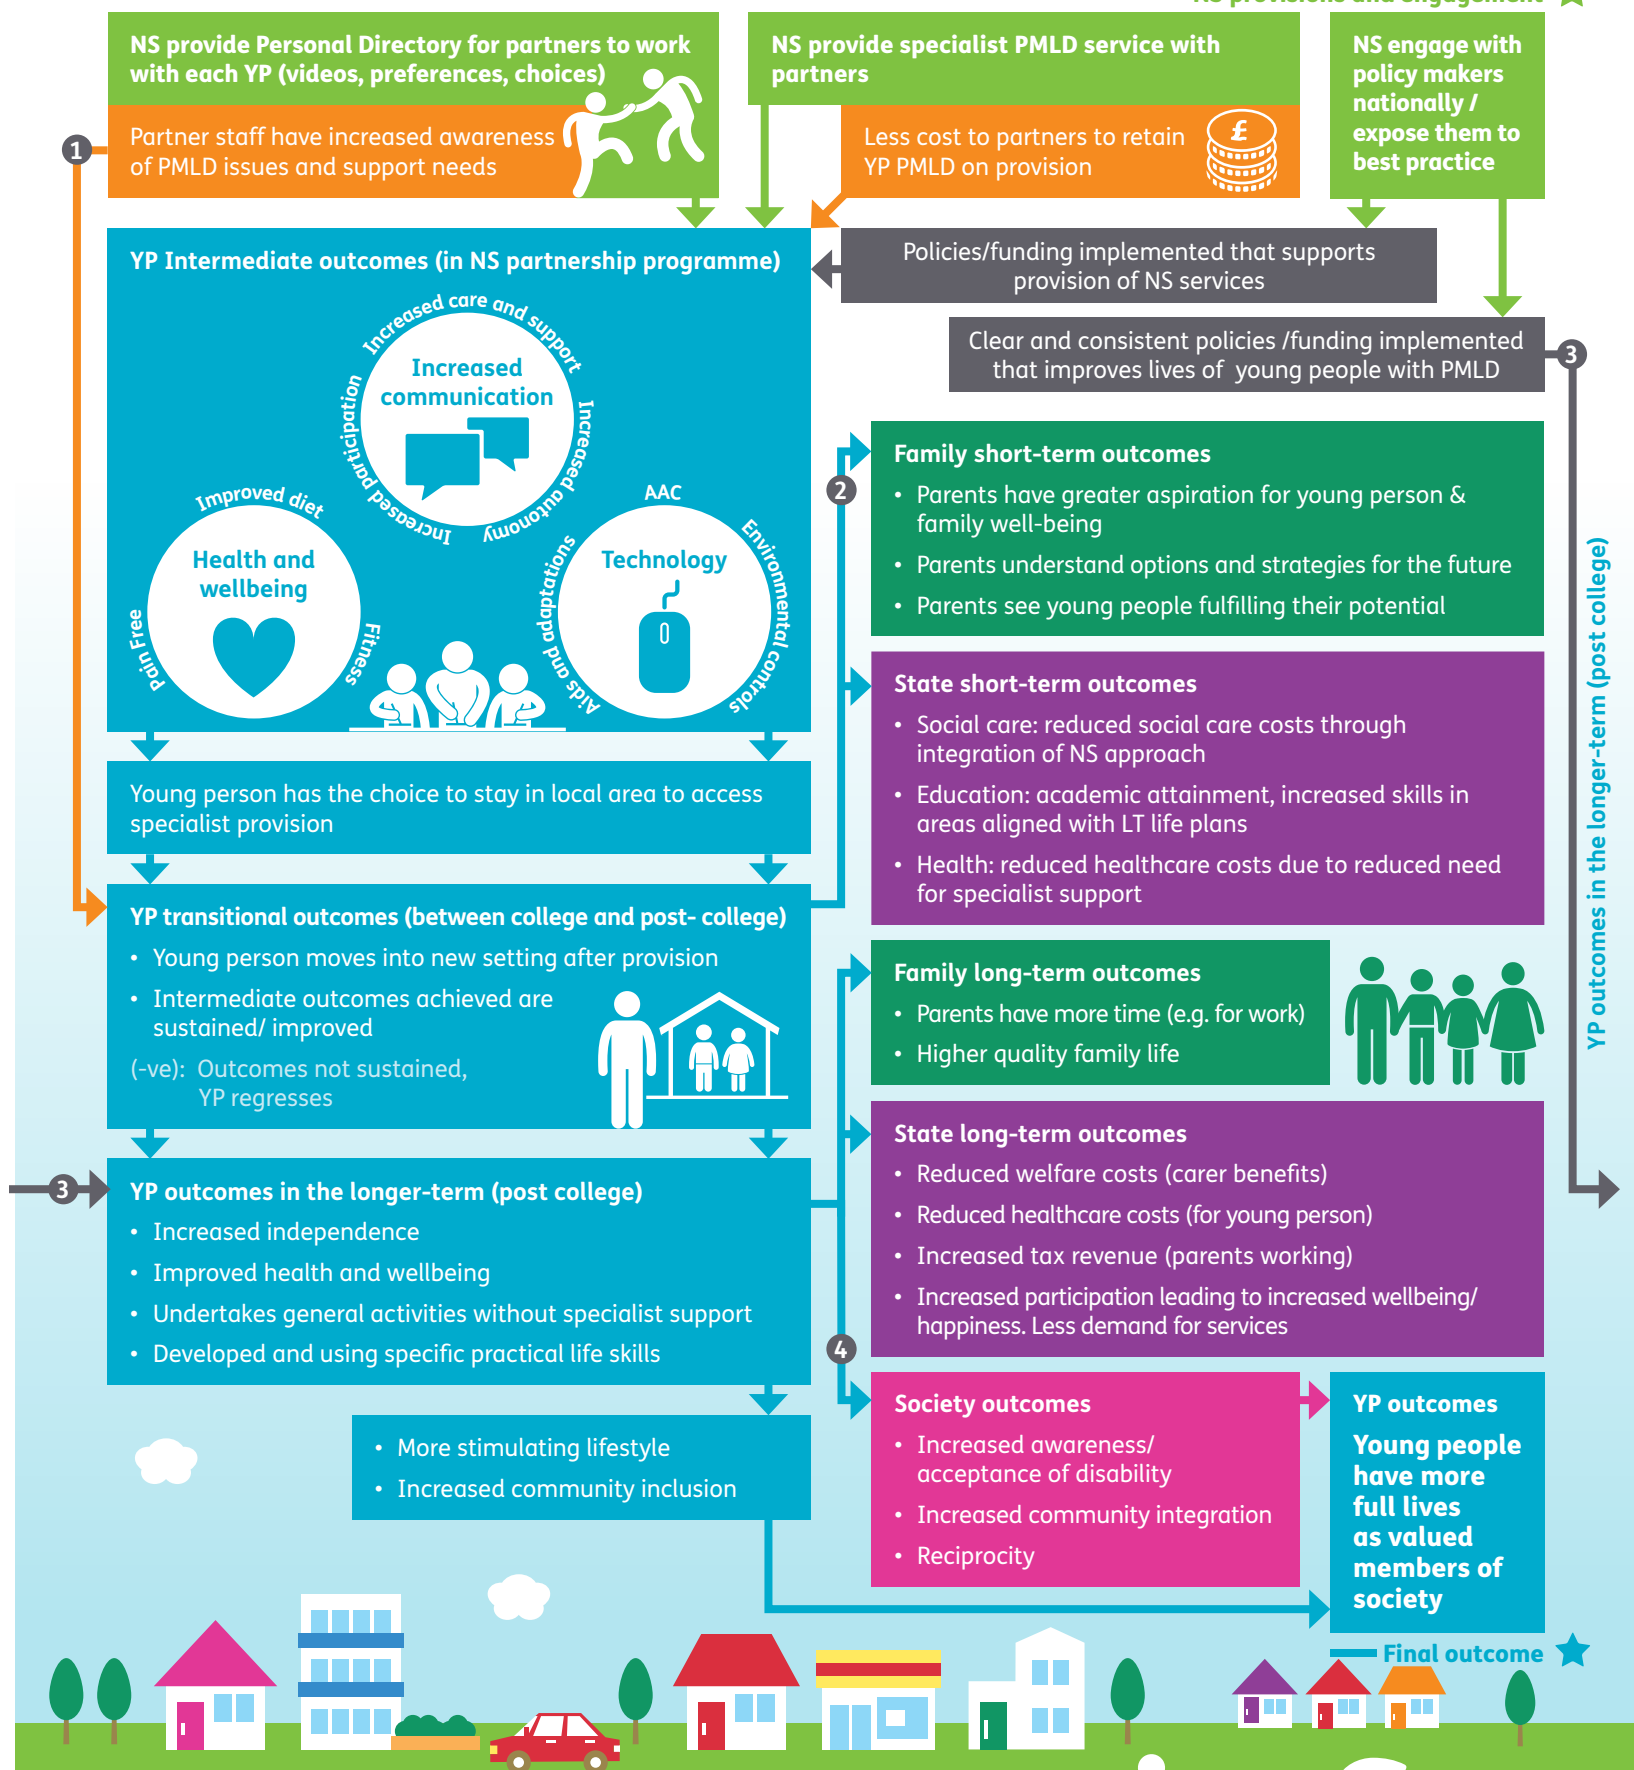 NS provisions and engagement
NS provide Personal Directory for partners to work
with each YP (videos, preferences, choices)
Partner staff have increased awareness
of PMLD issues and support needs
1
NS provide specialist PMLD service with
partners
Less cost to partners to retain
YP PMLD on provision
£
NS engage with
policy makers
nationally /
expose them to
best practice
YP Intermediate outcomes (in NS partnership programme)
Increased care and support
Increased autonomy
Increased participation
Increased
communication
Improved diet
Fitness
Pain Free
Health and
wellbeing
AAC
Environmental controls
Aids and adaptations
Technology
Policies/funding implemented that supports
provision of NS services
Clear and consistent policies /funding implemented
that improves lives of  young people with PMLD
3
2
Family short-term outcomes
• Parents have greater aspiration for young person &
family well-being
• Parents understand options and strategies for the future
• Parents see young people fulfilling their potential
State short-term outcomes
• Social care: reduced social care costs through
integration of NS approach
• Education: academic attainment, increased skills in
areas aligned with LT life plans
• Health: reduced healthcare costs due to reduced need
for specialist support
YP outcomes in the longer-term (post college)
Young person has the choice to stay in local area to access
specialist provision
YP transitional outcomes (between college and post- college)
• Young person moves into new setting after provision
• Intermediate outcomes achieved are
sustained/ improved
(-ve): Outcomes not sustained,
YP regresses
Family long-term outcomes
• Parents have more time (e.g. for work)
• Higher quality family life
State long-term outcomes
• Reduced welfare costs (carer benefits)
• Reduced healthcare costs (for young person)
• Increased tax revenue (parents working)
• Increased participation leading to increased wellbeing/
happiness. Less demand for services
3
YP outcomes in the longer-term (post college)
• Increased independence
• Improved health and wellbeing
• Undertakes general activities without specialist support
• Developed and using specific practical life skills
4
• More stimulating lifestyle
• Increased community inclusion
Society outcomes
• Increased awareness/
acceptance of disability
• Increased community integration
• Reciprocity
YP outcomes
Young people
have more
full lives
as valued
members of
society
Final outcome